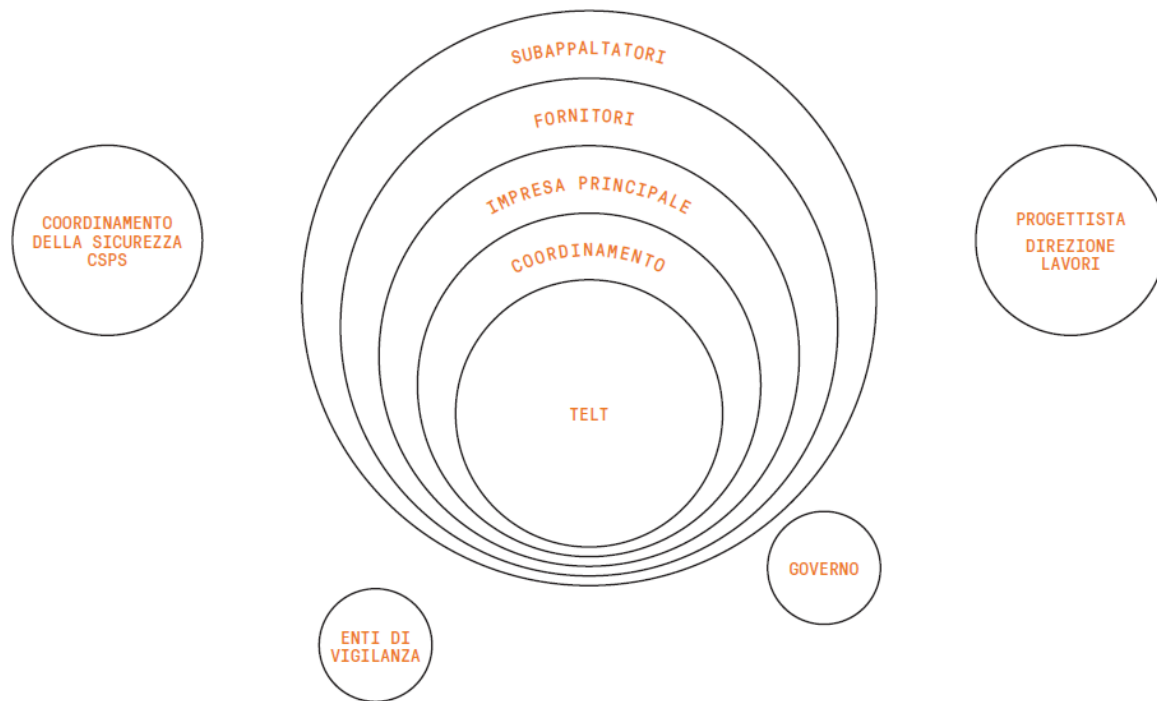 SUBAPPALTATORI
FORNITORI
IMPRESA PRINCIPALE
COORDINAMENTO
TELT
COORDINAMENTO
DELLA SICUREZZA
CSPS
PROGETTISTA
DIREZIONE
LAVORI
GOVERNO
ENTI DI
VIGILANZA